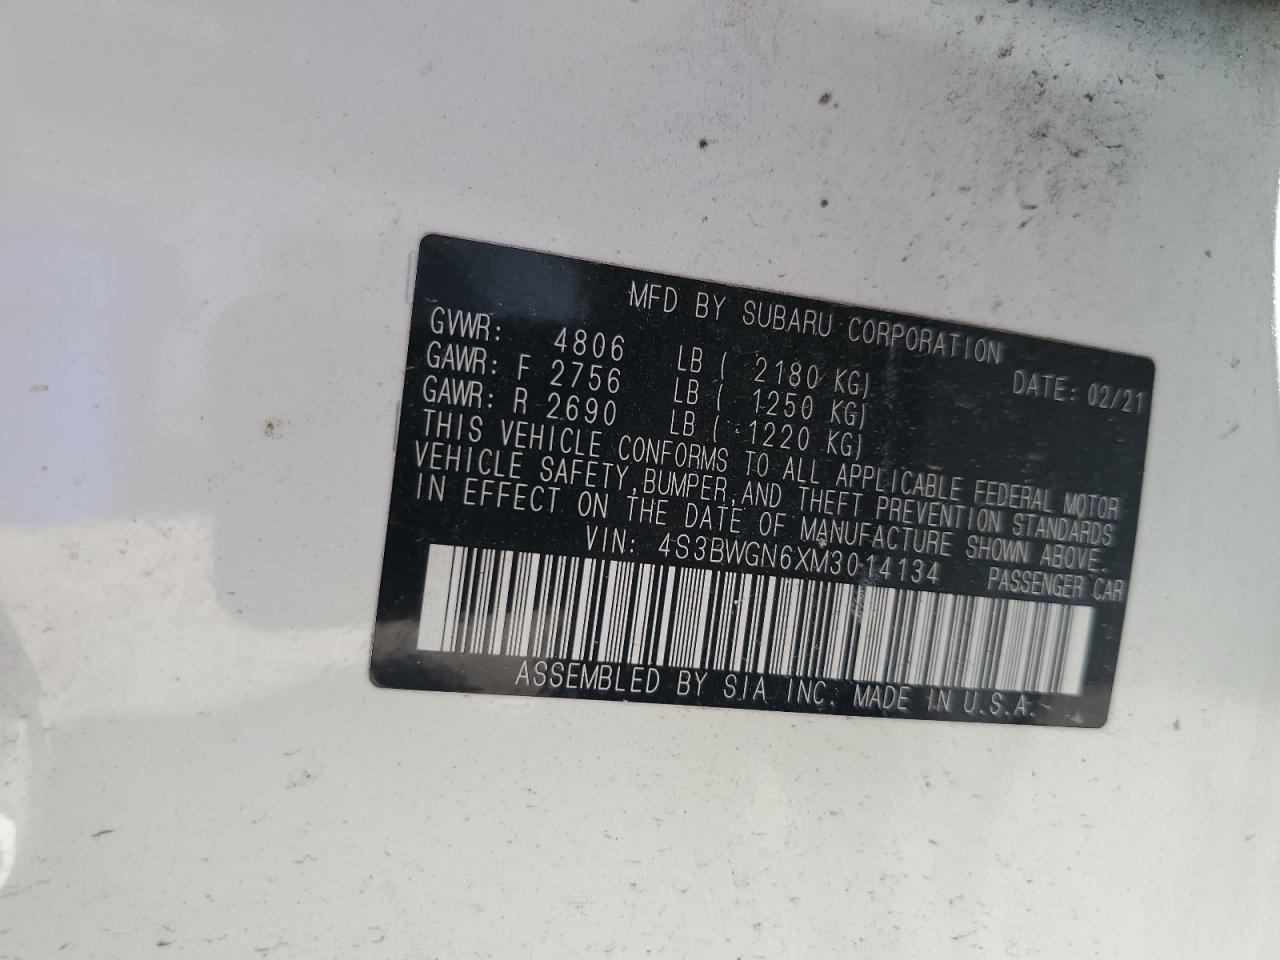 MFD BY SUBARU CORPORATION
DATE: 02/21
GVWR: 4806 LB ( 2180 KG)
GAWR: F 2756 LB ( 1250 KG)
GAWR: R 2690 LB ( 1220 KG)
THIS VEHICLE CONFORMS TO ALL APPLICABLE FEDERAL MOTOR
VEHICLE SAFETY,BUMPER,AND THEFT PREVENTION STANDARDS
IN EFFECT ON THE DATE OF MANUFACTURE SHOWN ABOVE.
VIN: 4S3BWGN6XM3014134 PASSENGER CAR
ASSEMBLED BY S.I.A. INC. MADE IN U.S.A.